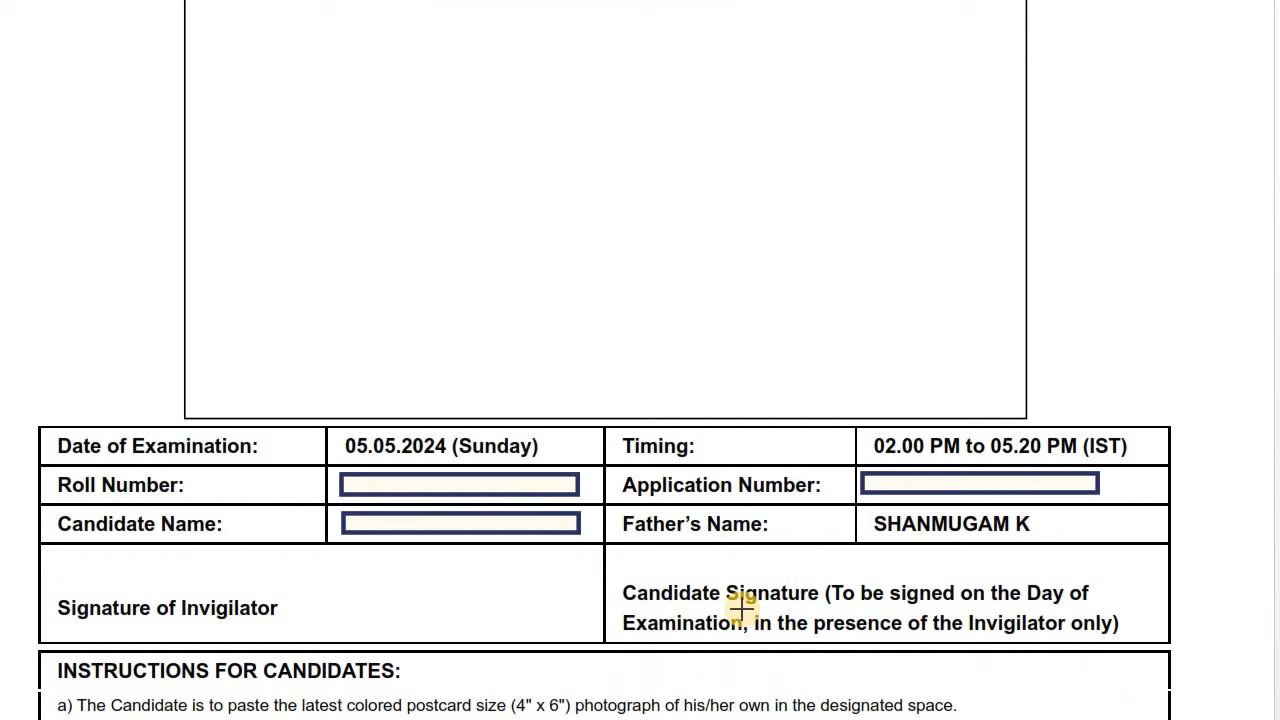 Date of Examination: 05.05.2024 (Sunday) Timing: 02.00 PM to 05.20 PM (IST)
Roll Number: Application Number:
Candidate Name: Father’s Name: SHANMUGAM K
Signature of Invigilator
Candidate Signature (To be signed on the Day of
Examination, in the presence of the Invigilator only)
INSTRUCTIONS FOR CANDIDATES:
a) The Candidate is to paste the latest colored postcard size (4" x 6") photograph of his/her own in the designated space.